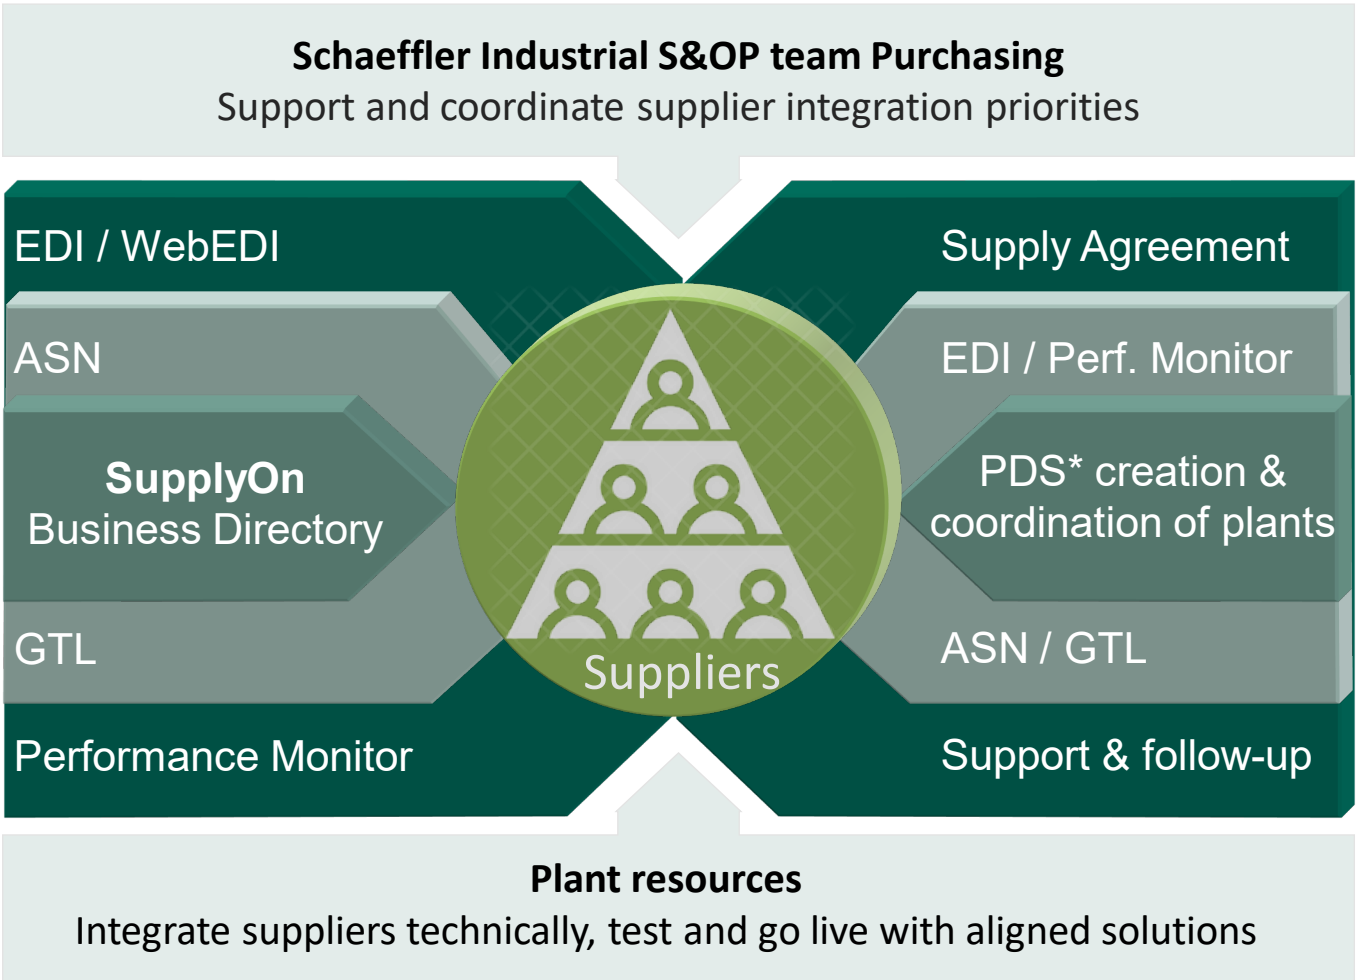 Schaeffler Industrial S&OP team Purchasing
Support and coordinate supplier integration priorities
EDI / WebEDI
ASN
SupplyOn
Business Directory
GTL
Performance Monitor
Suppliers
Supply Agreement
EDI / Perf. Monitor
PDS* creation &
coordination of plants
ASN / GTL
Support & follow-up
Plant resources
Integrate suppliers technically, test and go live with aligned solutions